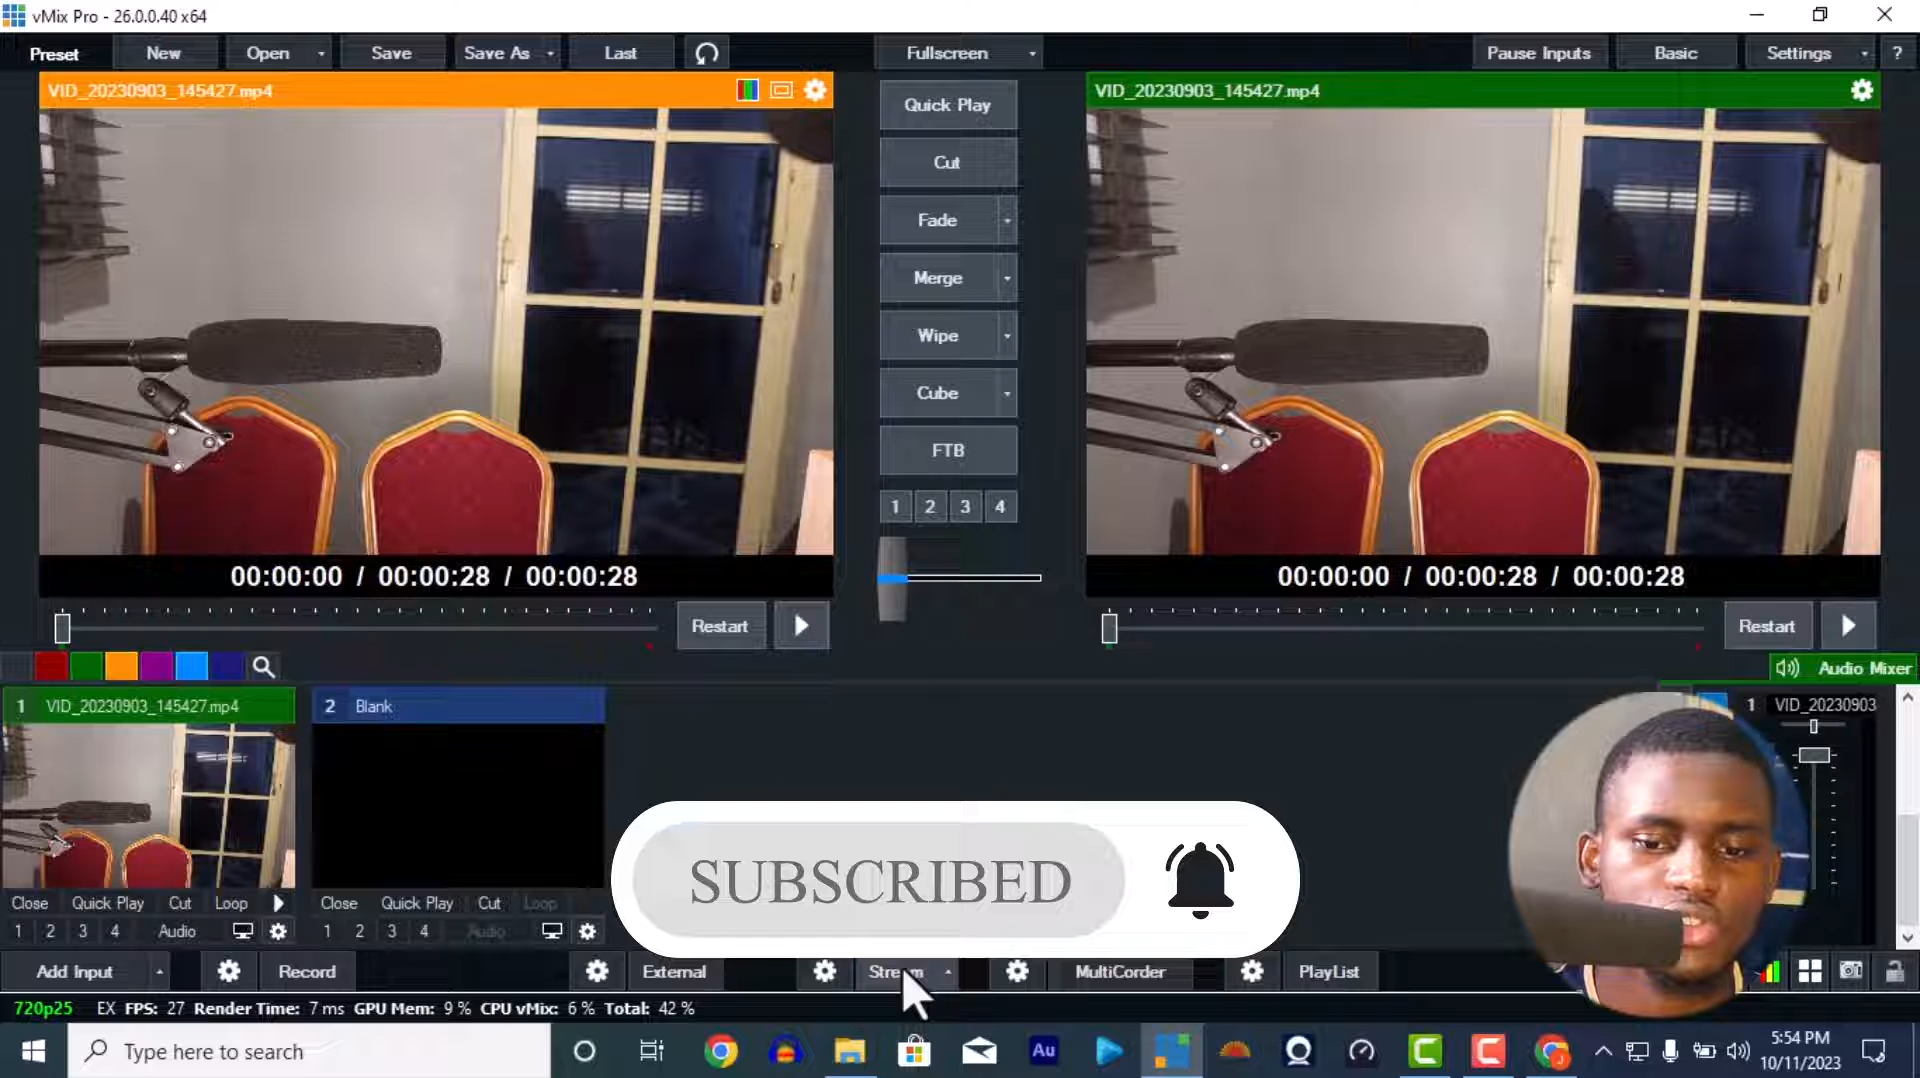 vMix Pro - 26.0.0.40 x64
Preset New Open Save Save As Last Fullscreen Pause Inputs Basic Settings ?
VID_20230903_145427.mp4
VID_20230903_145427.mp4
Quick Play
Cut
Fade
Merge
Wipe
Cube
FTB
1 2 3 4
00:00:00 / 00:00:28 / 00:00:28
00:00:00 / 00:00:28 / 00:00:28
Restart
Restart
Audio Mixer
1 VID_20230903_145427.mp4
2 Blank
1 VID_20230903
SUBSCRIBED
Close Quick Play Cut Loop
Close Quick Play Cut Loop
1 2 3 4 Audio
1 2 3 4 Audio
Add Input Record External Stream MultiCorder PlayList
720p25 EX FPS: 27 Render Time: 7 ms GPU Mem: 9 % CPU vMix: 6 % Total: 42 %
Type here to search
Au
5:54 PM
10/11/2023